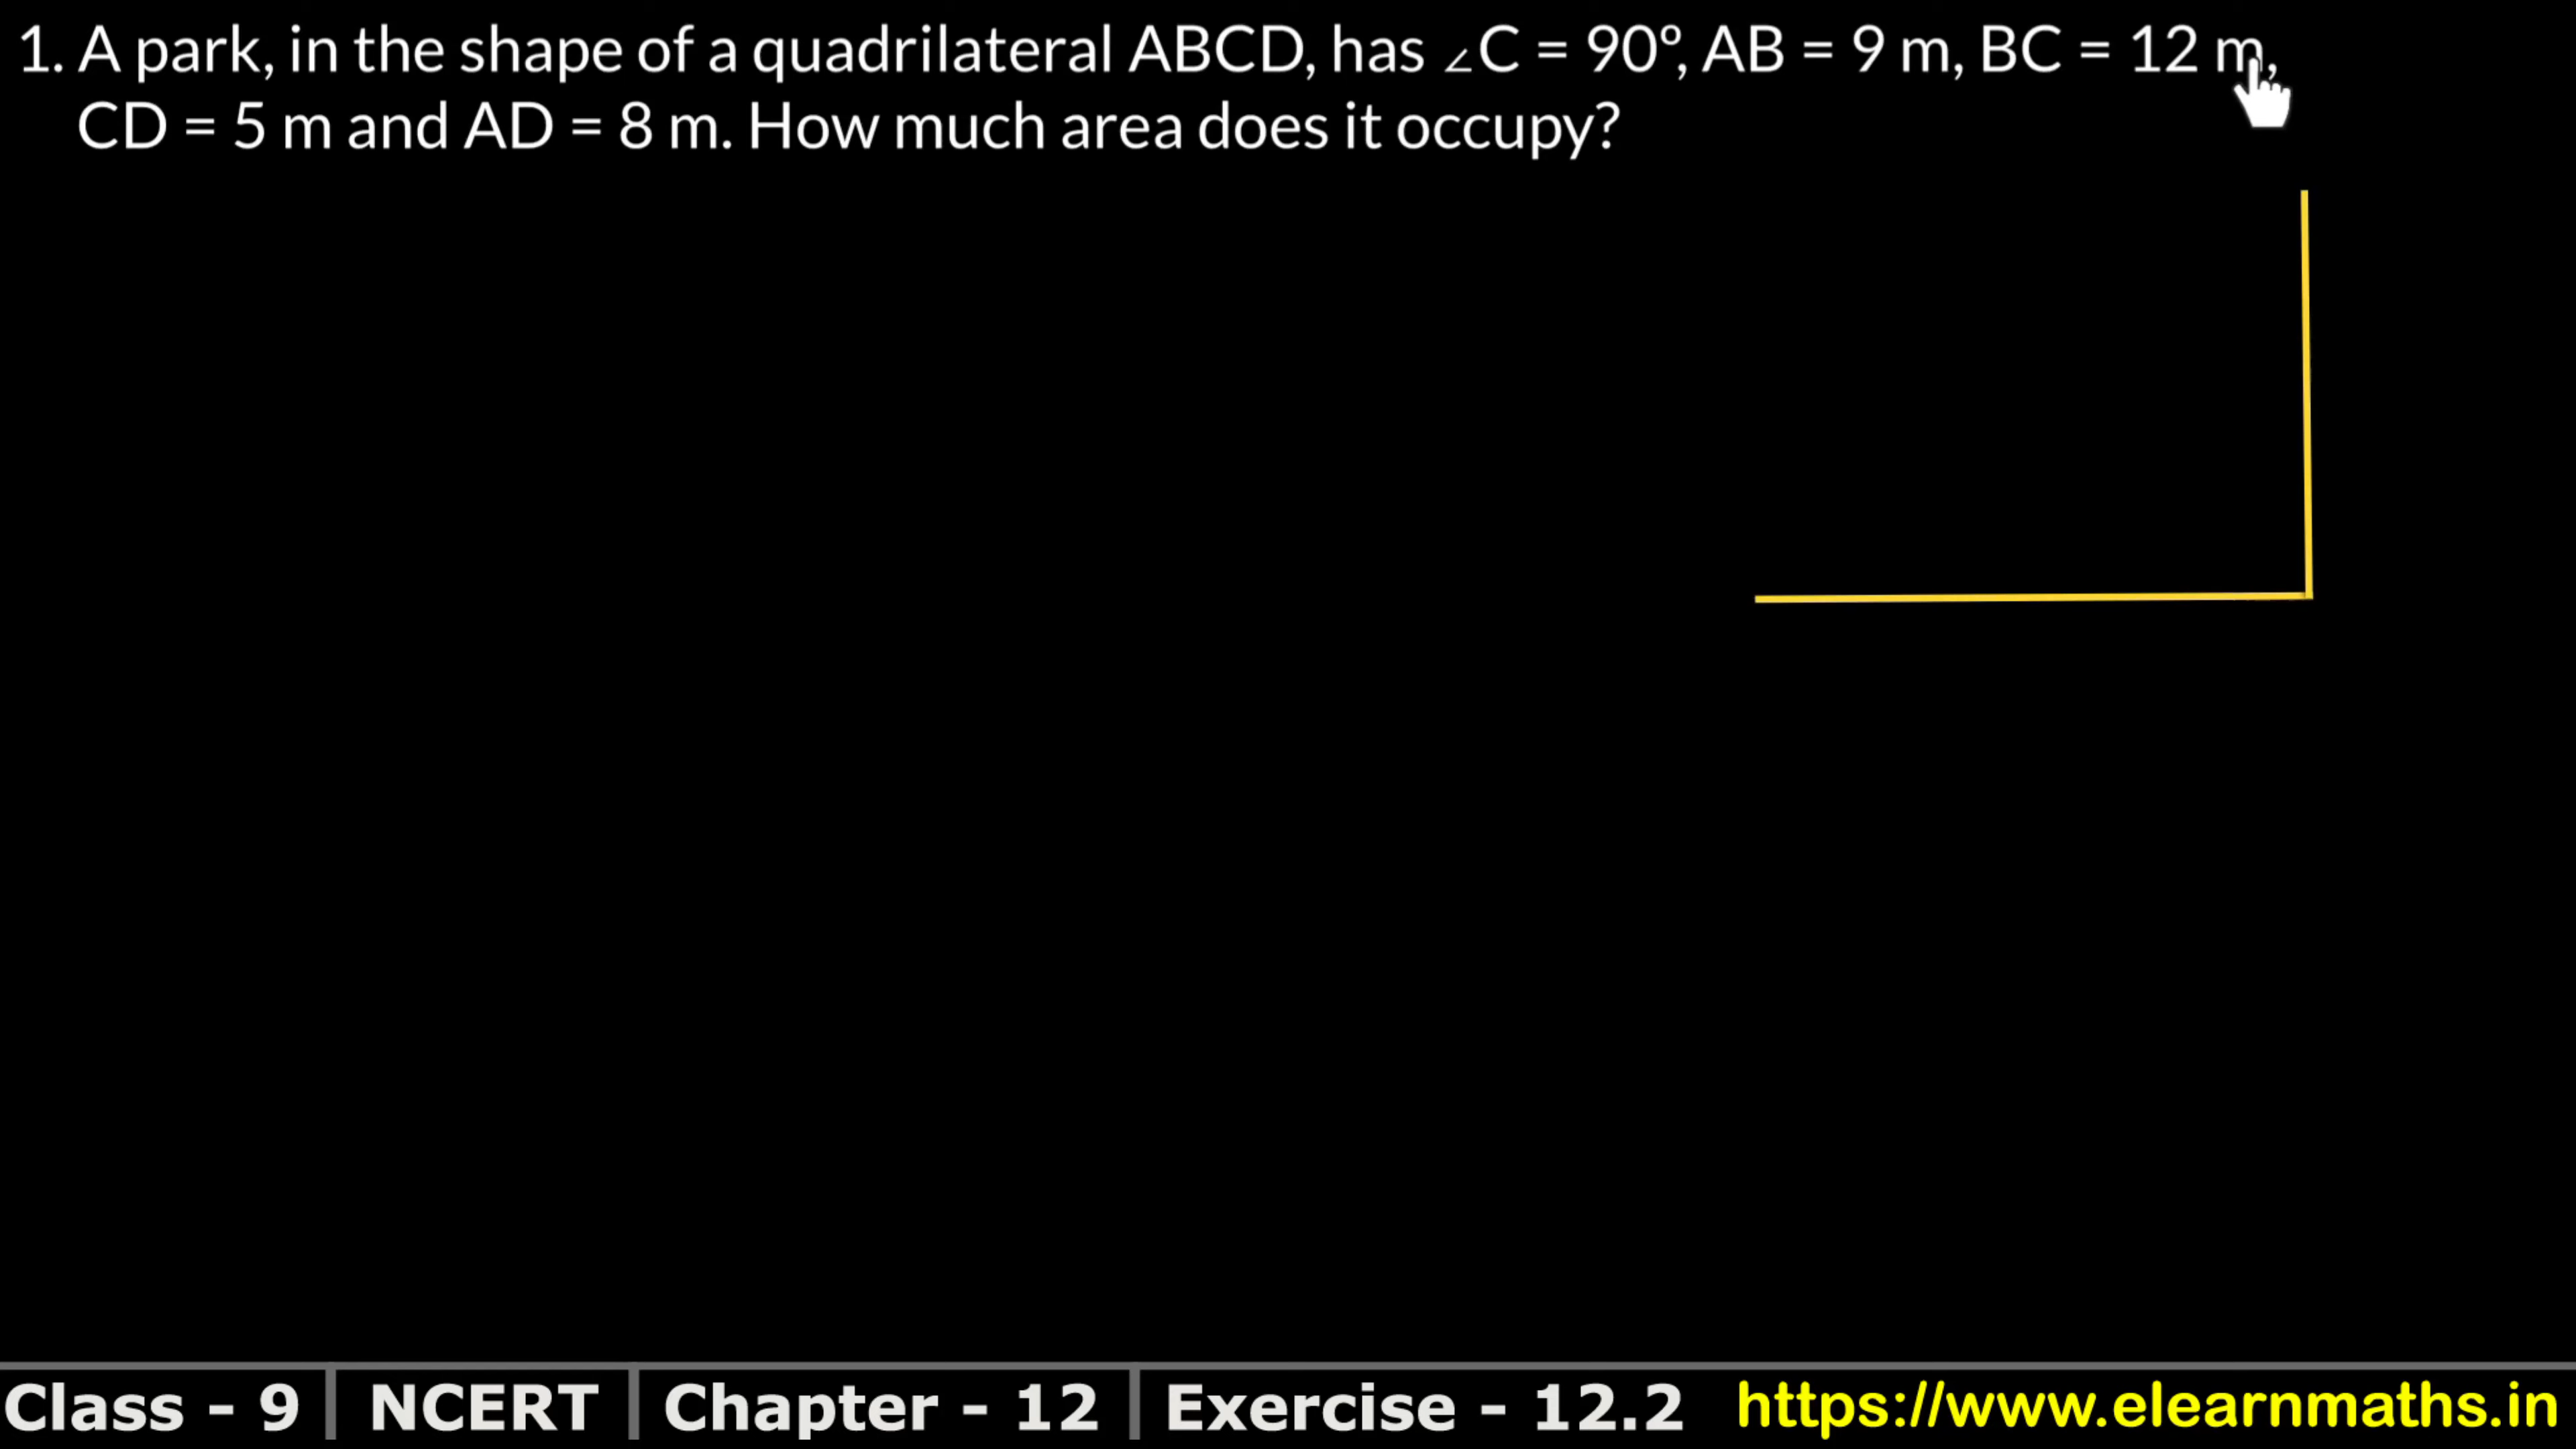 1. A park, in the shape of a quadrilateral ABCD, has ∠C = 90º, AB = 9 m, BC = 12 m,
CD = 5 m and AD = 8 m. How much area does it occupy?
Class - 9 | NCERT | Chapter - 12 | Exercise - 12.2 https://www.elearnmaths.in